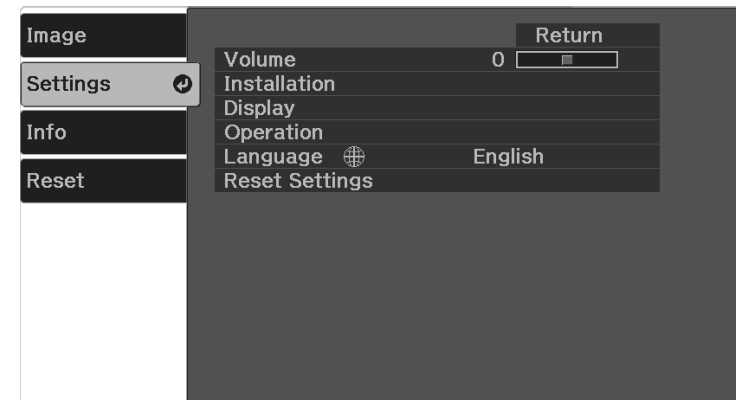 Image
Settings
Info
Reset
Return
Volume 0
Installation
Display
Operation
Language English
Reset Settings